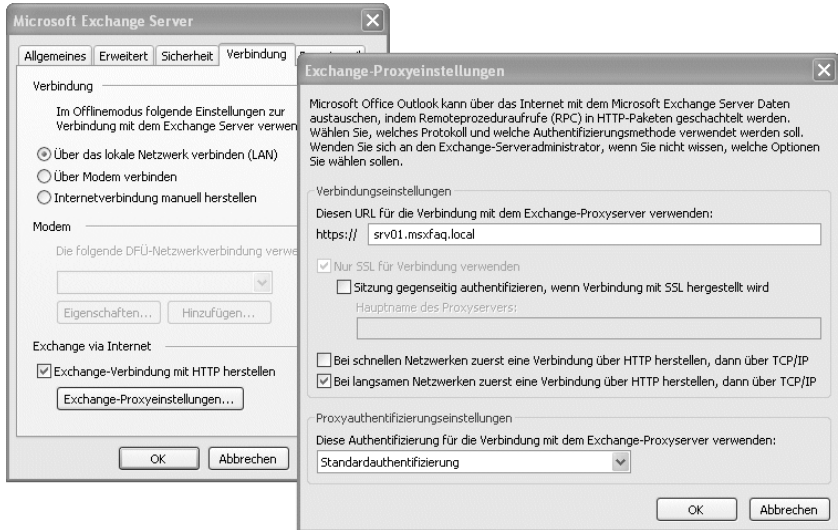 Microsoft Exchange Server
Allgemeines
Erweitert
Sicherheit
Verbindung
Verbindung
Im Offlinemodus folgende Einstellungen zur
Verbindung mit dem Exchange Server verwen
Über das lokale Netzwerk verbinden (LAN)
Über Modem verbinden
Internetverbindung manuell herstellen
Modem
Die folgende DFÜ-Netzwerkverbindung verwe
Eigenschaften...
Hinzufügen...
Exchange via Internet
Exchange-Verbindung mit HTTP herstellen
Exchange-Proxyeinstellungen...
OK
Abbrechen
Exchange-Proxyeinstellungen
Microsoft Office Outlook kann über das Internet mit dem Microsoft Exchange Server Daten
austauschen, indem Remoteprozeduraufrufe (RPC) in HTTP-Paketen geschachtelt werden.
Wählen Sie, welches Protokoll und welche Authentifizierungsmethode verwendet werden soll.
Wenden Sie sich an den Exchange-Serveradministrator, wenn Sie nicht wissen, welche Optionen
Sie wählen sollen.
Verbindungseinstellungen
Diesen URL für die Verbindung mit dem Exchange-Proxyserver verwenden:
https:// srv01.msxfaq.local
Nur SSL für Verbindung verwenden
Sitzung gegenseitig authentifizieren, wenn Verbindung mit SSL hergestellt wird
Hauptname des Proxyservers:
Bei schnellen Netzwerken zuerst eine Verbindung über HTTP herstellen, dann über TCP/IP
Bei langsamen Netzwerken zuerst eine Verbindung über HTTP herstellen, dann über TCP/IP
Proxyauthentifizierungseinstellungen
Diese Authentifizierung für die Verbindung mit dem Exchange-Proxyserver verwenden:
Standardauthentifizierung
OK
Abbrechen